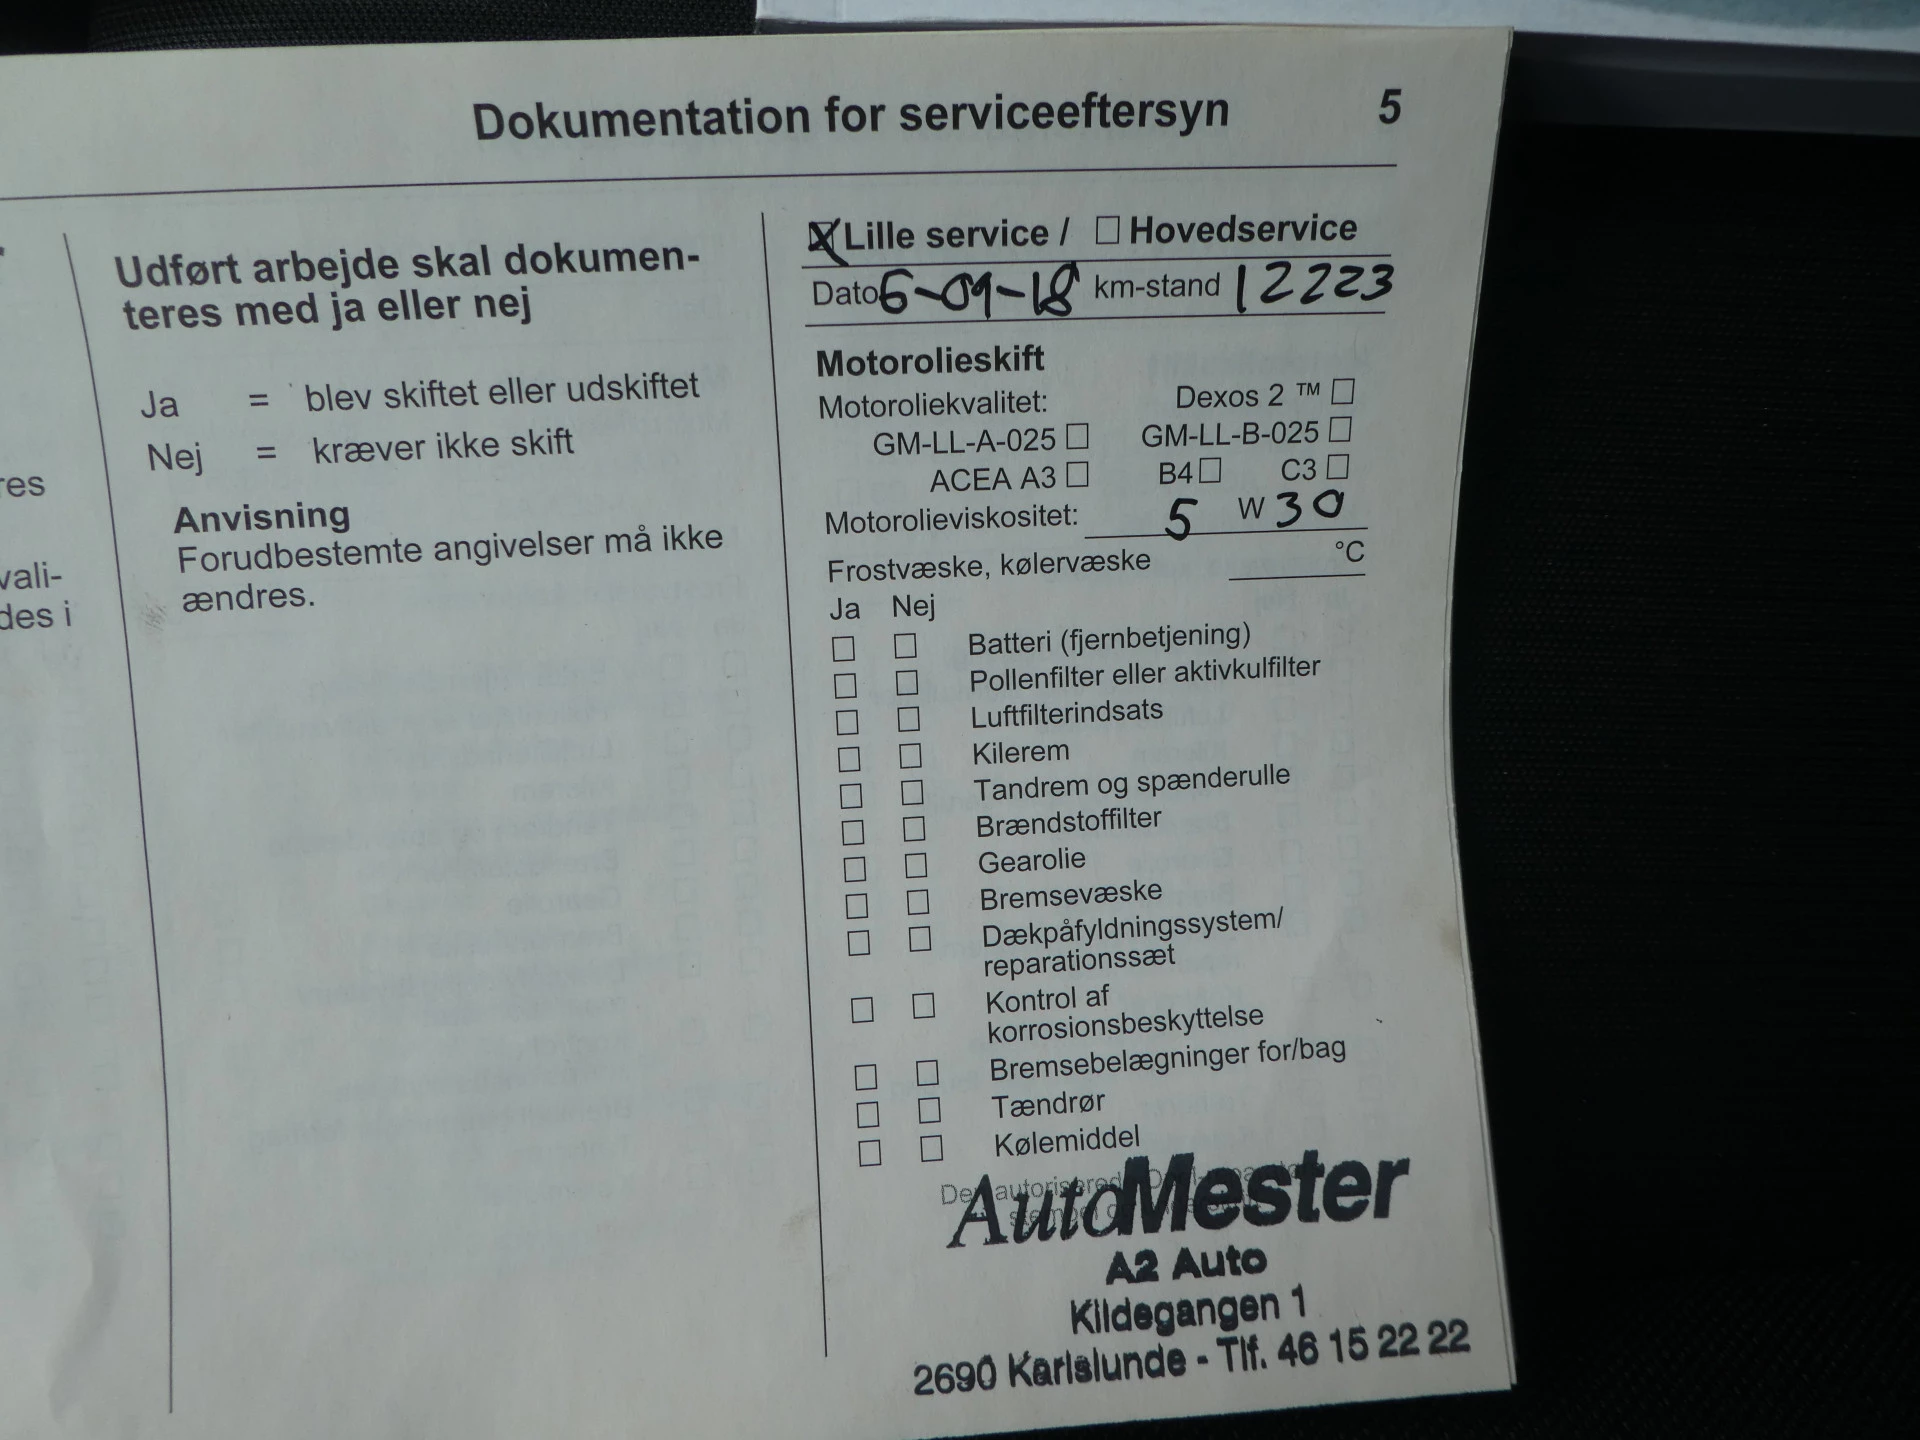 Dokumentation for serviceeftersyn 5
res
vali-
des i
Udført arbejde skal dokumen-
teres med ja eller nej
Ja = blev skiftet eller udskiftet
Nej = kræver ikke skift
Anvisning
Forudbestemte angivelser må ikke
ændres.
Lille service / ☐ Hovedservice
Dato 6-09-18 km-stand 12223
Motorolieskift
Motoroliekvalitet: Dexos 2 ™ ☐
GM-LL-A-025 ☐ GM-LL-B-025 ☐
ACEA A3 ☐ B4 ☐ C3 ☐
Motorolieviskositet: 5 W 30
Frostvæske, kølervæske °C
Ja Nej
☐ ☐ Batteri (fjernbetjening)
☐ ☐ Pollenfilter eller aktivkulfilter
☐ ☐ Luftfilterindsats
☐ ☐ Kilerem
☐ ☐ Tandrem og spænderulle
☐ ☐ Brændstoffilter
☐ ☐ Gearolie
☐ ☐ Bremsevæske
☐ ☐ Dækpåfyldningssystem/
reparationssæt
☐ ☐ Kontrol af
korrosionsbeskyttelse
☐ ☐ Bremsebelægninger for/bag
☐ ☐ Tændrør
☐ ☐ Kølemiddel
AutoMester
A2 Auto
Kildegangen 1
2690 Karlslunde - Tlf. 46 15 22 22